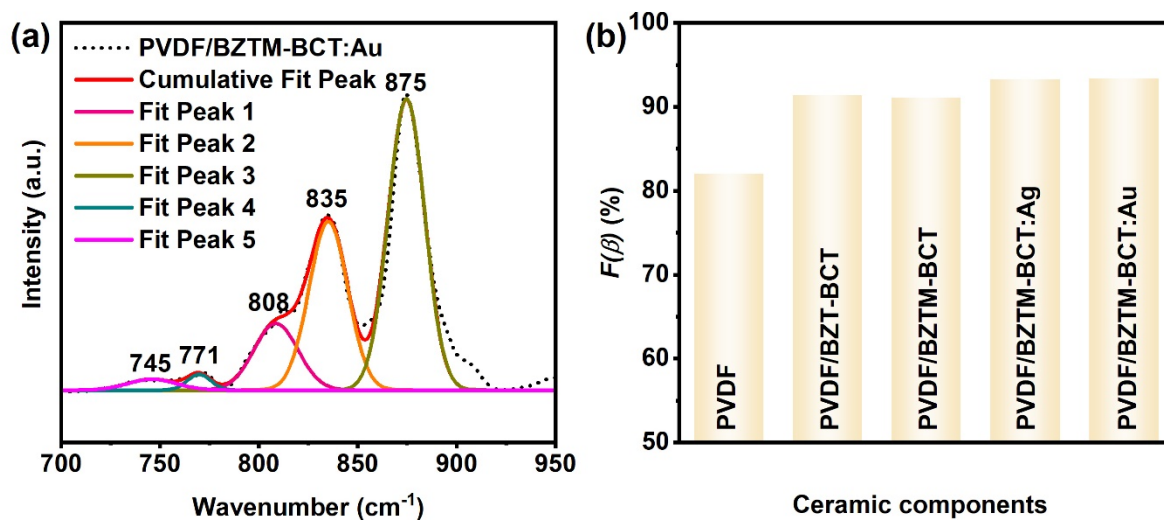 (a)
PVDF/BZTM-BCT:Au
Cumulative Fit Peak
Fit Peak 1
Fit Peak 2
Fit Peak 3
Fit Peak 4
Fit Peak 5
875
835
808
771
745
Intensity (a.u.)
700 750 800 850 900 950
Wavenumber (cm⁻¹)
(b)
100
90
80
70
60
50
F(β) (%)
PVDF
PVDF/BZT-BCT
PVDF/BZTM-BCT
PVDF/BZTM-BCT:Ag
PVDF/BZTM-BCT:Au
Ceramic components